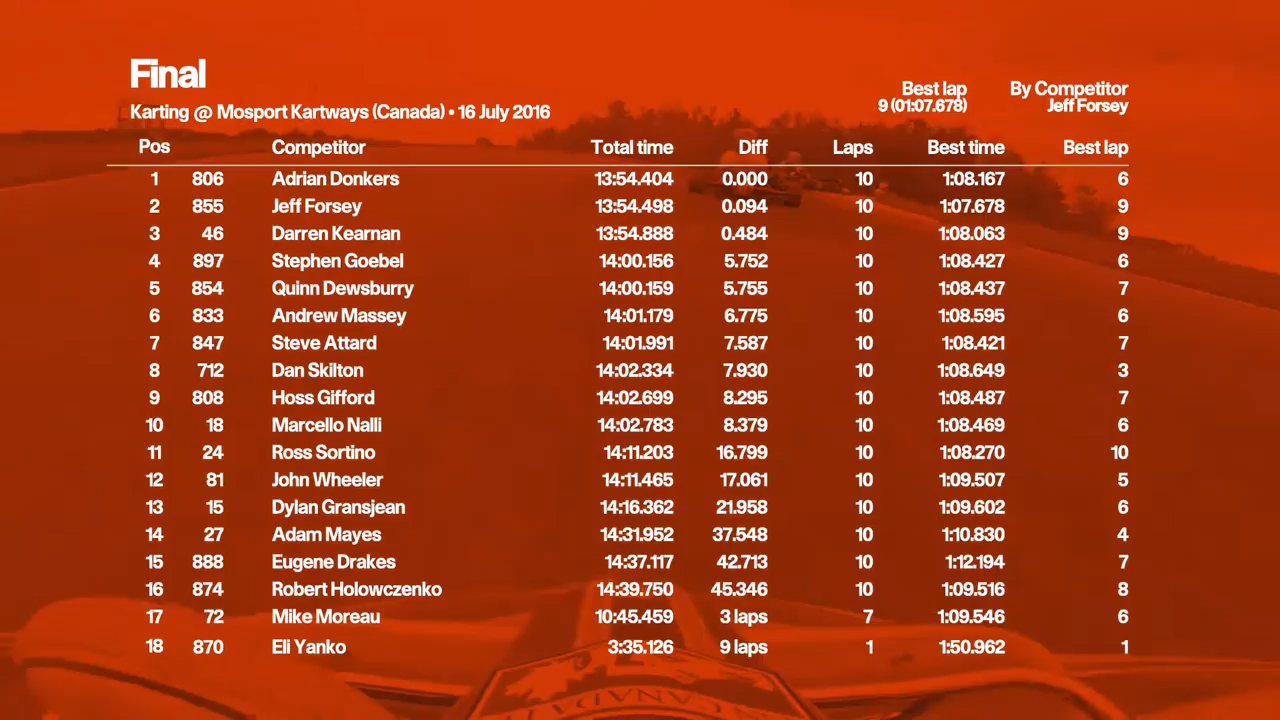 Final
Karting @ Mosport Kartways (Canada) • 16 July 2016
Best lap By Competitor
9 (01:07.678) Jeff Forsey
Pos Competitor Total time Diff Laps Best time Best lap
1 806 Adrian Donkers 13:54.404 0.000 10 1:08.167 6
2 855 Jeff Forsey 13:54.498 0.094 10 1:07.678 9
3 46 Darren Kearnan 13:54.888 0.484 10 1:08.063 9
4 897 Stephen Goebel 14:00.156 5.752 10 1:08.427 6
5 854 Quinn Dewsburry 14:00.159 5.755 10 1:08.437 7
6 833 Andrew Massey 14:01.179 6.775 10 1:08.595 6
7 847 Steve Attard 14:01.991 7.587 10 1:08.421 7
8 712 Dan Skilton 14:02.334 7.930 10 1:08.649 3
9 808 Hoss Gifford 14:02.699 8.295 10 1:08.487 7
10 18 Marcello Nalli 14:02.783 8.379 10 1:08.469 6
11 24 Ross Sortino 14:11.203 16.799 10 1:08.270 10
12 81 John Wheeler 14:11.465 17.061 10 1:09.507 5
13 15 Dylan Gransjean 14:16.362 21.958 10 1:09.602 6
14 27 Adam Mayes 14:31.952 37.548 10 1:10.830 4
15 888 Eugene Drakes 14:37.117 42.713 10 1:12.194 7
16 874 Robert Holowczenko 14:39.750 45.346 10 1:09.516 8
17 72 Mike Moreau 10:45.459 3 laps 7 1:09.546 6
18 870 Eli Yanko 3:35.126 9 laps 1 1:50.962 1